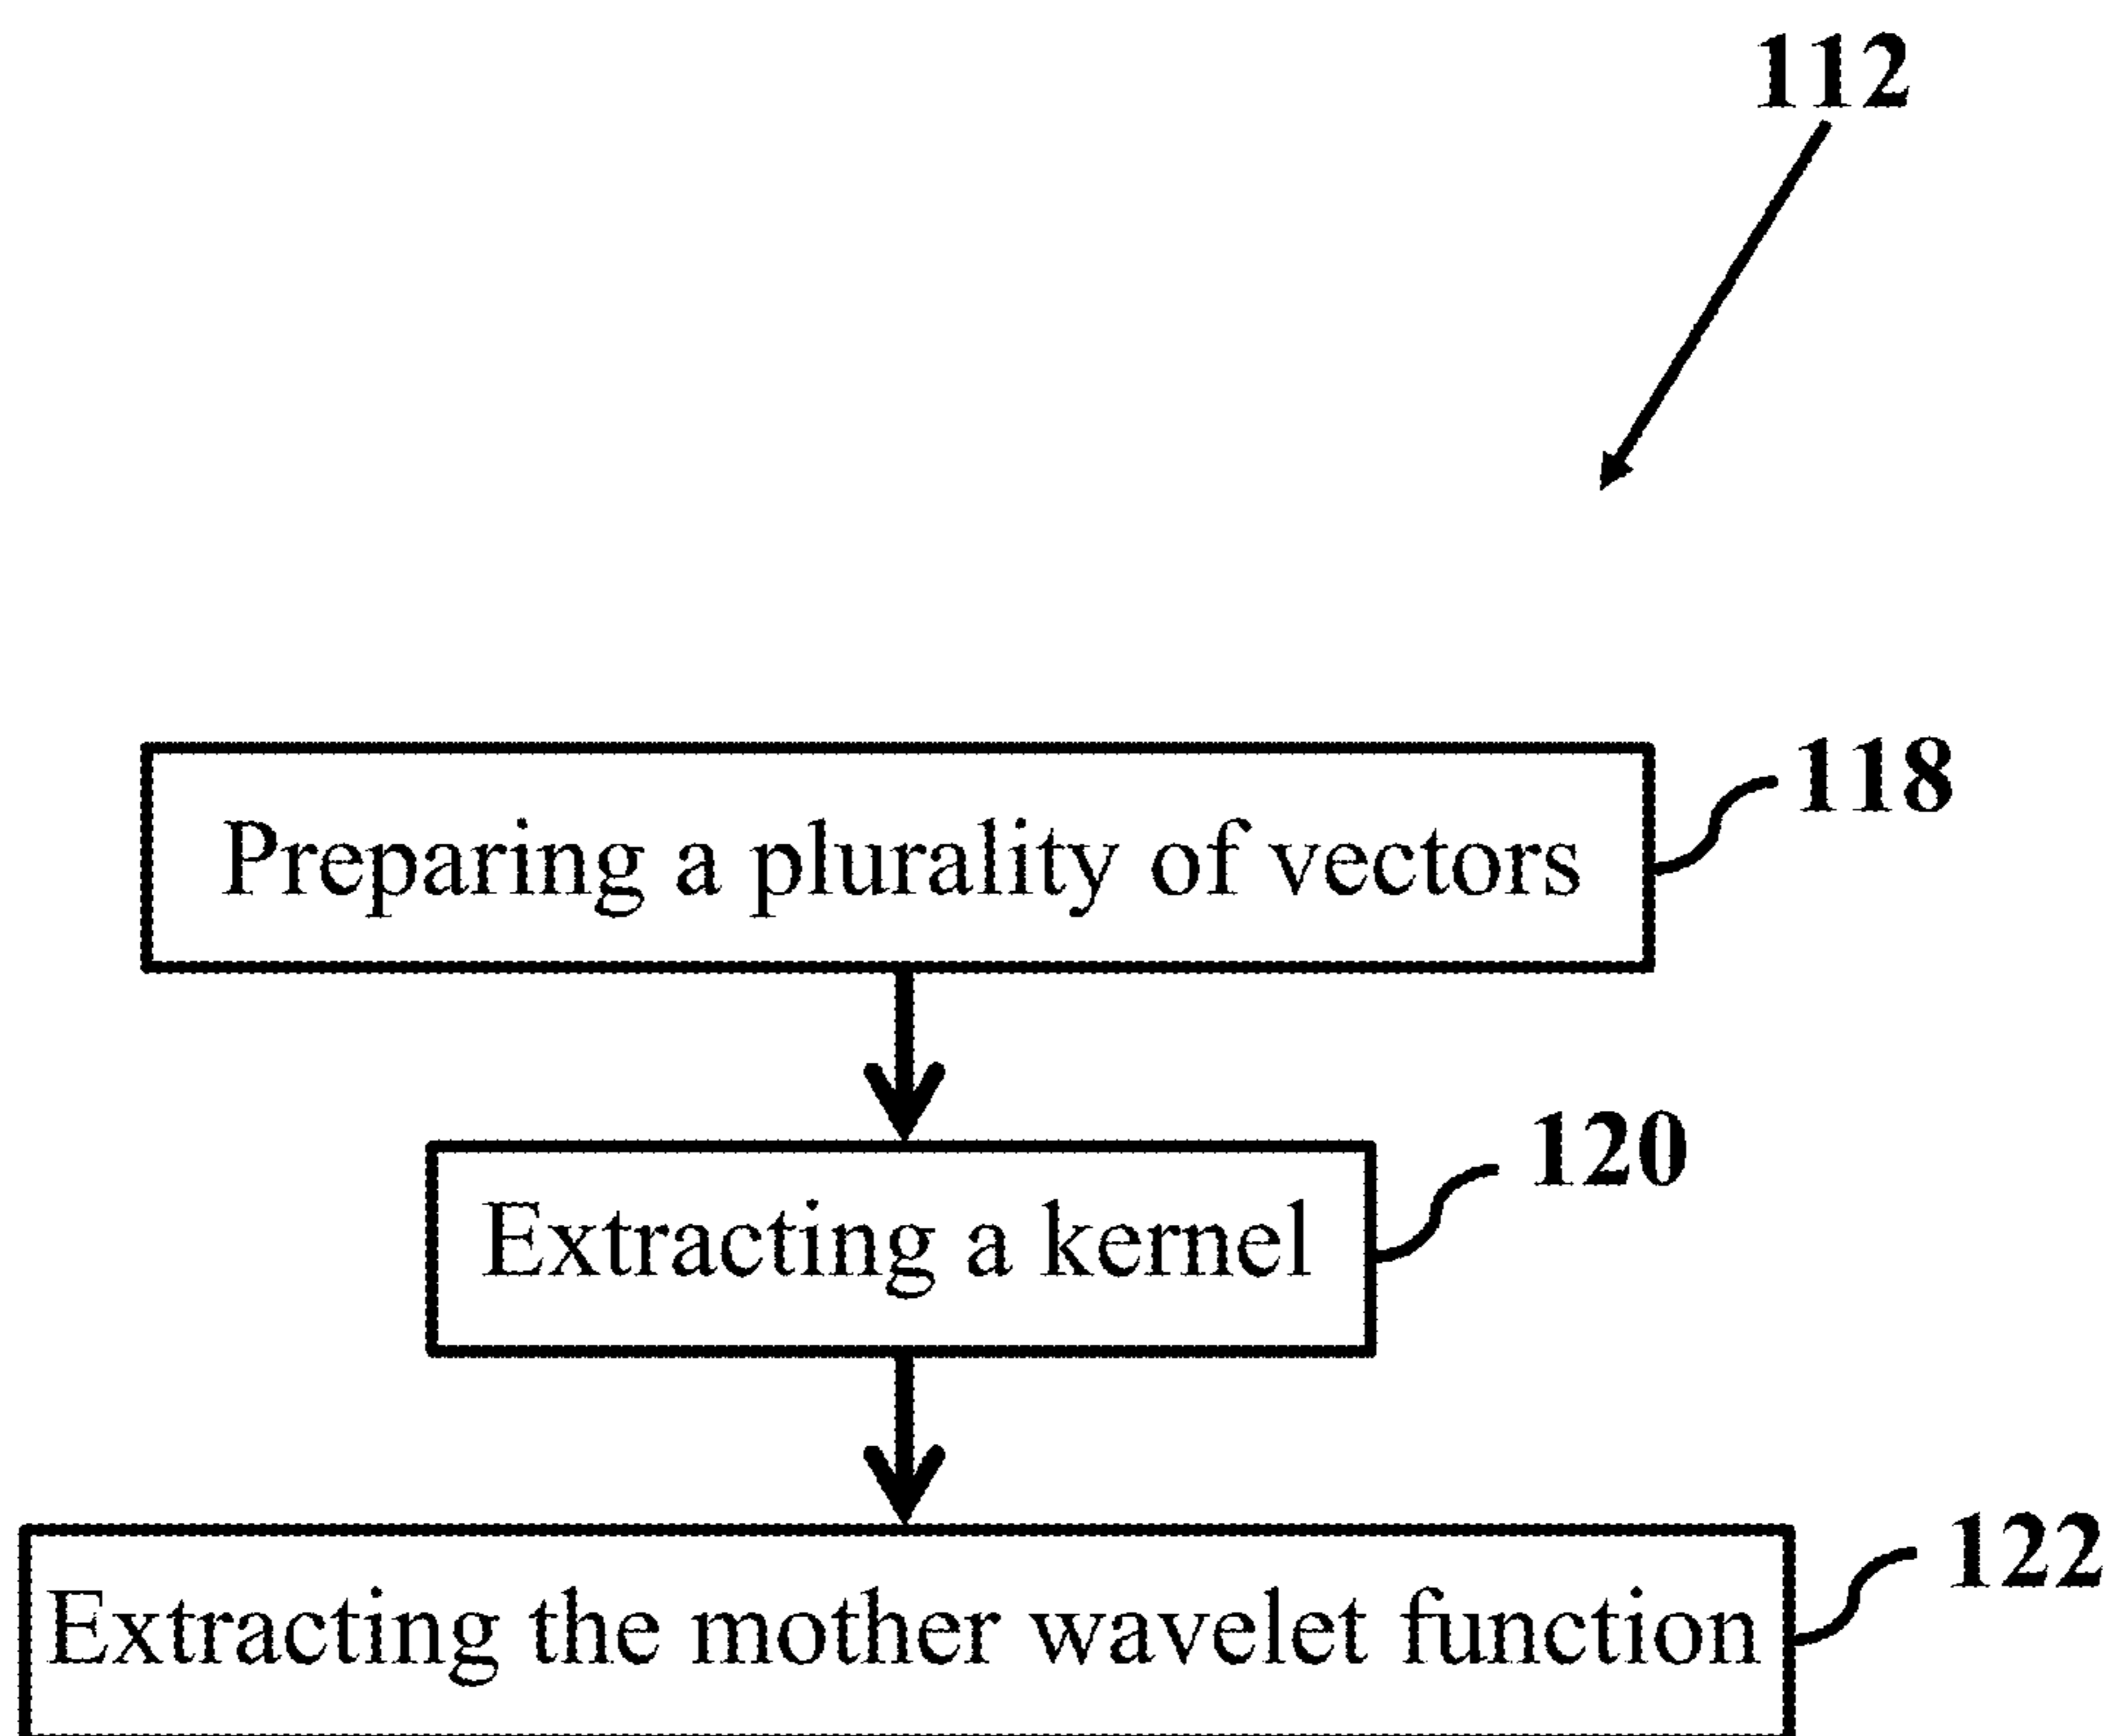 112
Preparing a plurality of vectors
118
Extracting a kernel
120
Extracting the mother wavelet function
122